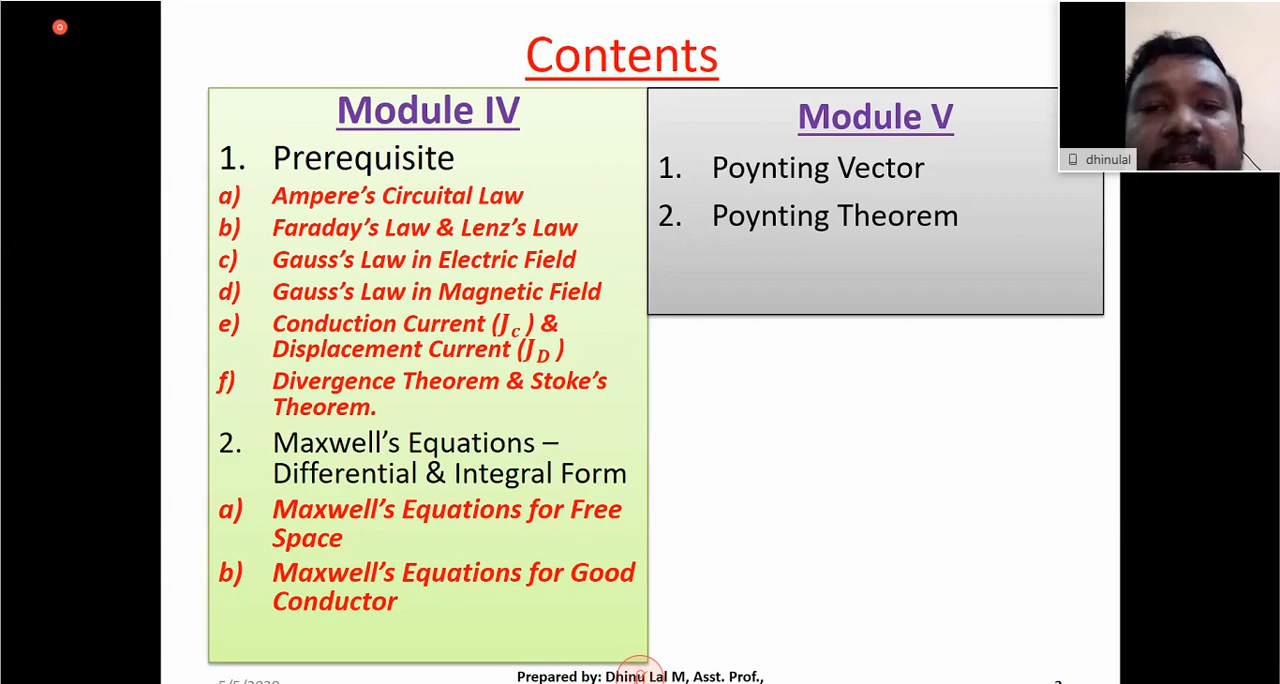 Contents
Module IV
1. Prerequisite
a) Ampere’s Circuital Law
b) Faraday’s Law & Lenz’s Law
c) Gauss’s Law in Electric Field
d) Gauss’s Law in Magnetic Field
e) Conduction Current (J_c ) &
Displacement Current (J_D )
f) Divergence Theorem & Stoke’s
Theorem.
2. Maxwell’s Equations –
Differential & Integral Form
a) Maxwell’s Equations for Free
Space
b) Maxwell’s Equations for Good
Conductor
Module V
1. Poynting Vector
2. Poynting Theorem
dhinulal
Prepared by: Dhinu Lal M, Asst. Prof.,